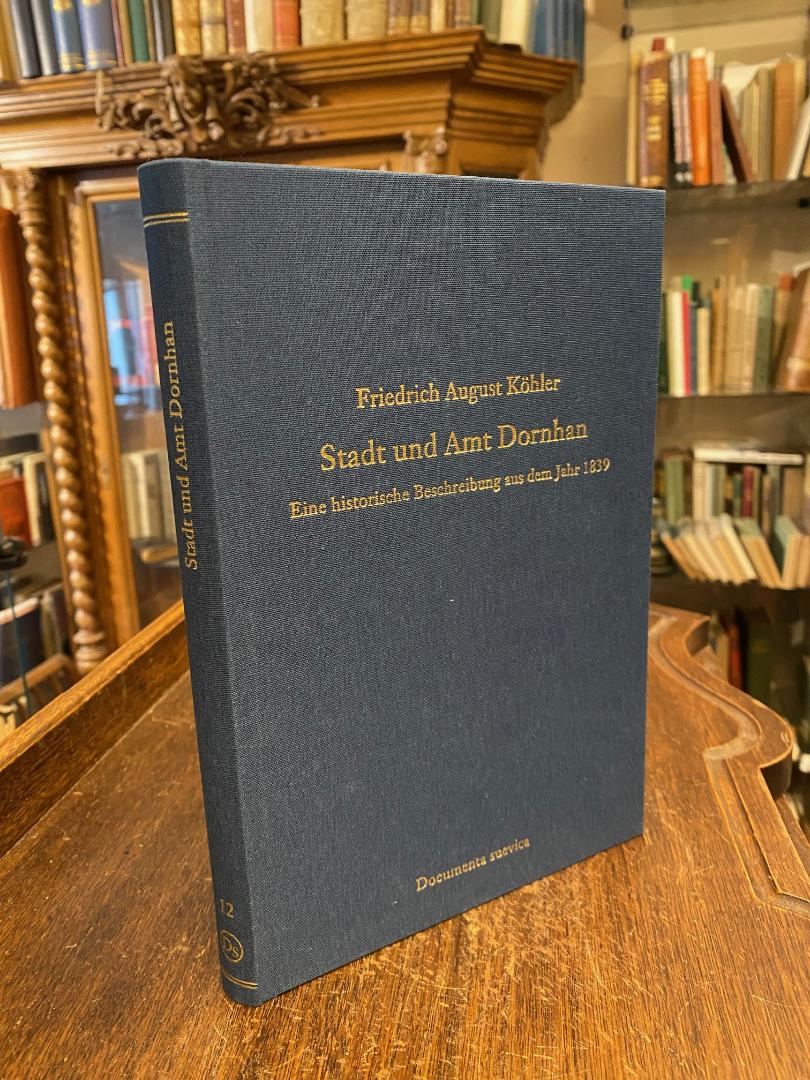 Stadt und Amt Dornhan
12
Ds
Friedrich August Köhler
Stadt und Amt Dornhan
Eine historische Beschreibung aus dem Jahr 1839
Documenta suevica